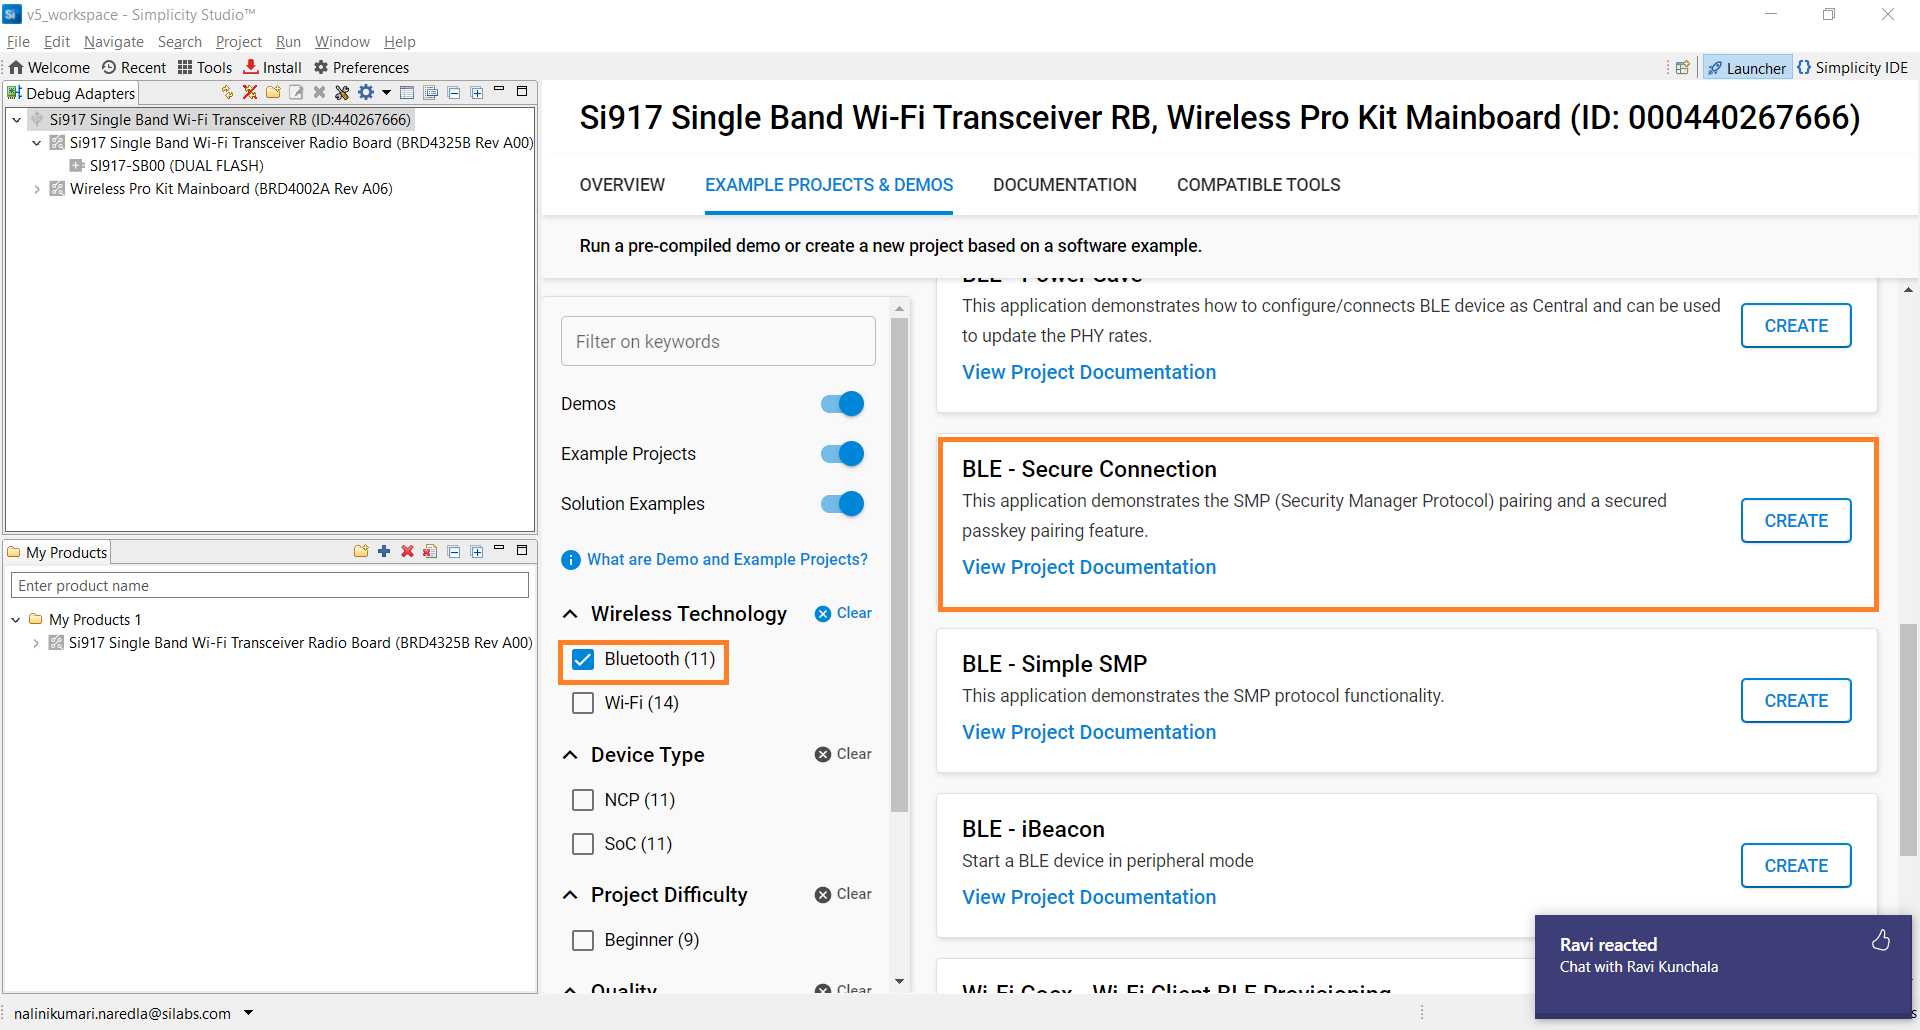 v5_workspace - Simplicity Studio™
File Edit Navigate Search Project Run Window Help
Welcome Recent Tools Install Preferences
Launcher Simplicity IDE
Debug Adapters
Si917 Single Band Wi-Fi Transceiver RB (ID:440267666)
Si917 Single Band Wi-Fi Transceiver Radio Board (BRD4325B Rev A00)
SI917-SB00 (DUAL FLASH)
Wireless Pro Kit Mainboard (BRD4002A Rev A06)
My Products
Enter product name
My Products 1
Si917 Single Band Wi-Fi Transceiver Radio Board (BRD4325B Rev A00)
Si917 Single Band Wi-Fi Transceiver RB, Wireless Pro Kit Mainboard (ID: 000440267666)
OVERVIEW EXAMPLE PROJECTS & DEMOS DOCUMENTATION COMPATIBLE TOOLS
Run a pre-compiled demo or create a new project based on a software example.
Filter on keywords
Demos
Example Projects
Solution Examples
What are Demo and Example Projects?
Wireless Technology Clear
Bluetooth (11)
Wi-Fi (14)
Device Type Clear
NCP (11)
SoC (11)
Project Difficulty Clear
Beginner (9)
Quality Clear
BLE - Power Save
This application demonstrates how to configure/connects BLE device as Central and can be used
to update the PHY rates.
CREATE
View Project Documentation
BLE - Secure Connection
This application demonstrates the SMP (Security Manager Protocol) pairing and a secured
passkey pairing feature.
CREATE
View Project Documentation
BLE - Simple SMP
This application demonstrates the SMP protocol functionality.
CREATE
View Project Documentation
BLE - iBeacon
Start a BLE device in peripheral mode
CREATE
View Project Documentation
Wi-Fi Coex - Wi-Fi Client BLE Provisioning
Ravi reacted
Chat with Ravi Kunchala
nalinikumari.naredla@silabs.com